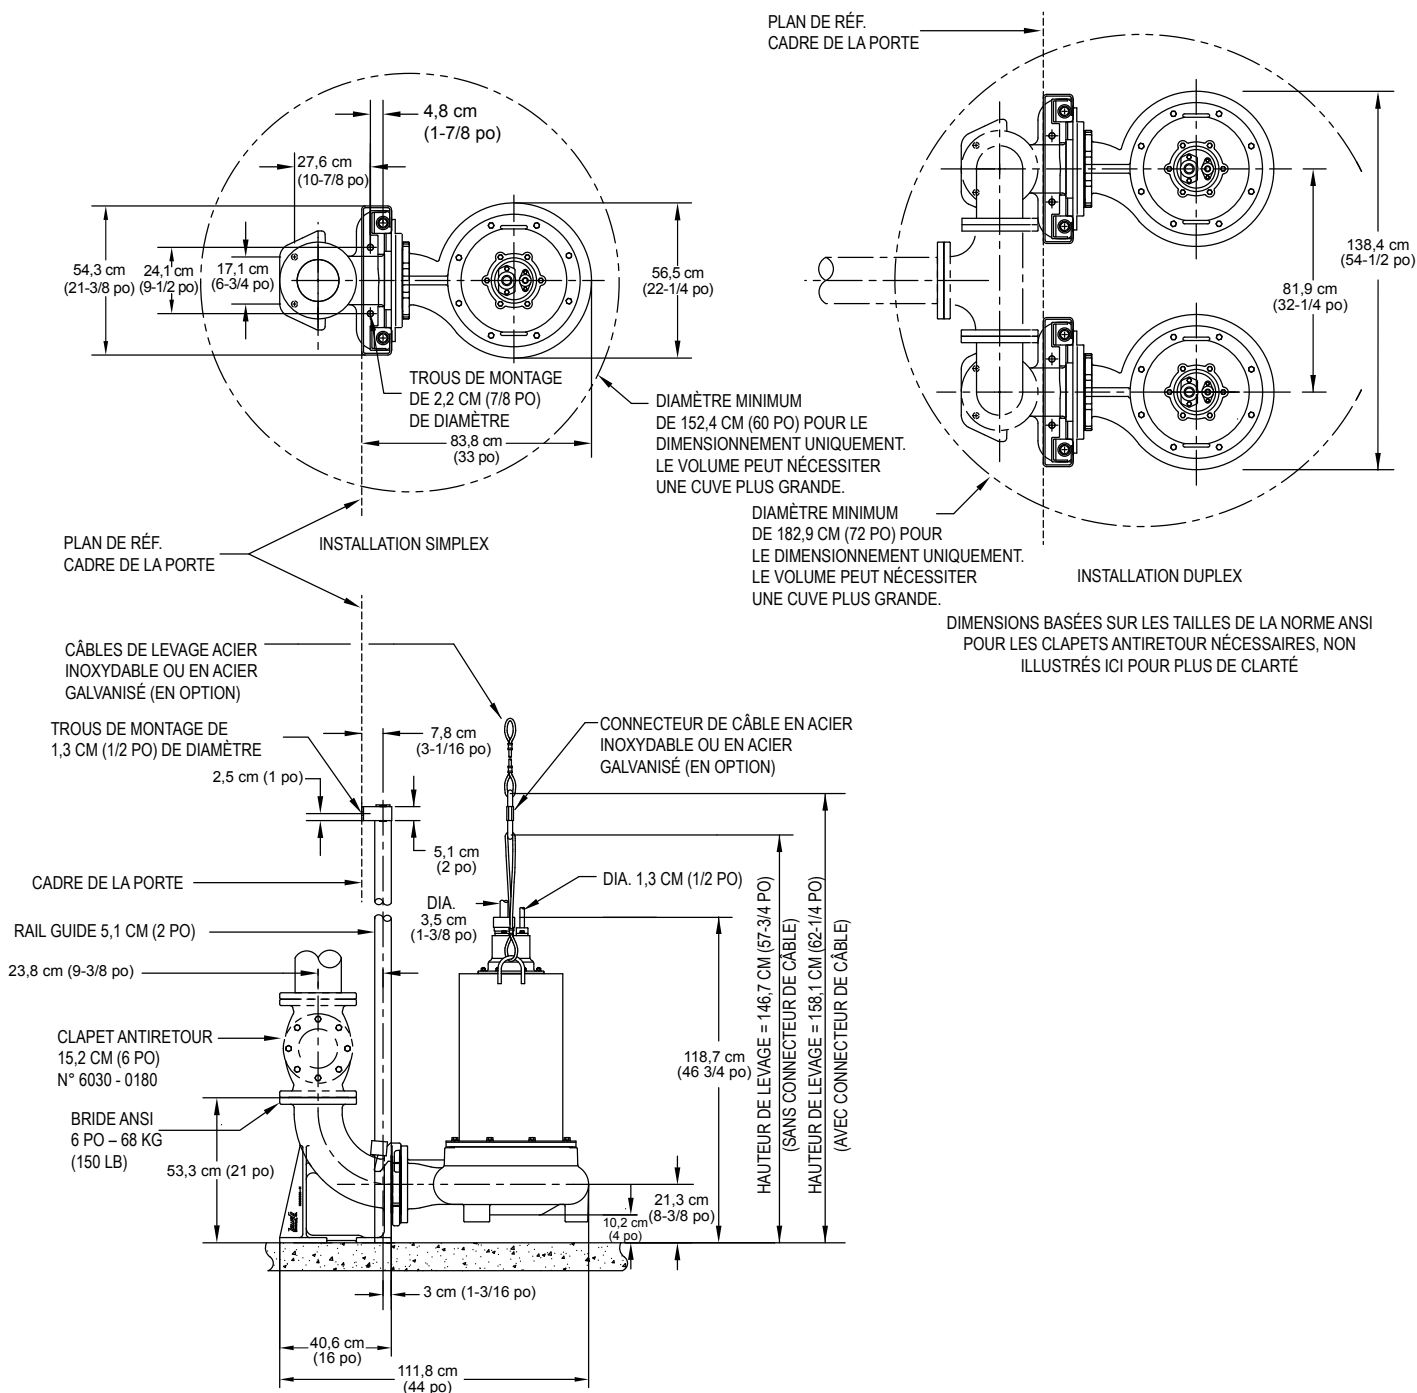 PLAN DE RÉF.
CADRE DE LA PORTE
4,8 cm
(1-7/8 po)
27,6 cm
(10-7/8 po)
54,3 cm
(21-3/8 po)
24,1 cm
(9-1/2 po)
17,1 cm
(6-3/4 po)
56,5 cm
(22-1/4 po)
138,4 cm
(54-1/2 po)
81,9 cm
(32-1/4 po)
TROUS DE MONTAGE
DE 2,2 CM (7/8 PO)
DE DIAMÈTRE
83,8 cm
(33 po)
DIAMÈTRE MINIMUM
DE 152,4 CM (60 PO) POUR LE
DIMENSIONNEMENT UNIQUEMENT.
LE VOLUME PEUT NÉCESSITER
UNE CUVE PLUS GRANDE.
DIAMÈTRE MINIMUM
DE 182,9 CM (72 PO) POUR
LE DIMENSIONNEMENT UNIQUEMENT.
LE VOLUME PEUT NÉCESSITER
UNE CUVE PLUS GRANDE.
PLAN DE RÉF.
CADRE DE LA PORTE
INSTALLATION SIMPLEX
INSTALLATION DUPLEX
DIMENSIONS BASÉES SUR LES TAILLES DE LA NORME ANSI
POUR LES CLAPETS ANTIRETOUR NÉCESSAIRES, NON
ILLUSTRÉS ICI POUR PLUS DE CLARTÉ
CÂBLES DE LEVAGE ACIER
INOXYDABLE OU EN ACIER
GALVANISÉ (EN OPTION)
TROUS DE MONTAGE DE
1,3 CM (1/2 PO) DE DIAMÈTRE
2,5 cm (1 po)
7,8 cm
(3-1/16 po)
CONNECTEUR DE CÂBLE EN ACIER
INOXYDABLE OU EN ACIER
GALVANISÉ (EN OPTION)
5,1 cm
(2 po)
CADRE DE LA PORTE
DIA.
3,5 cm
(1-3/8 po)
DIA. 1,3 CM (1/2 PO)
RAIL GUIDE 5,1 CM (2 PO)
23,8 cm (9-3/8 po)
CLAPET ANTIRETOUR
15,2 CM (6 PO)
N° 6030 - 0180
BRIDE ANSI
6 PO – 68 KG
(150 LB)
53,3 cm (21 po)
118,7 cm
(46 3/4 po)
HAUTEUR DE LEVAGE = 146,7 CM (57-3/4 PO)
(SANS CONNECTEUR DE CÂBLE)
HAUTEUR DE LEVAGE = 158,1 CM (62-1/4 PO)
(AVEC CONNECTEUR DE CÂBLE)
21,3 cm
(8-3/8 po)
10,2 cm
(4 po)
3 cm (1-3/16 po)
40,6 cm
(16 po)
111,8 cm
(44 po)